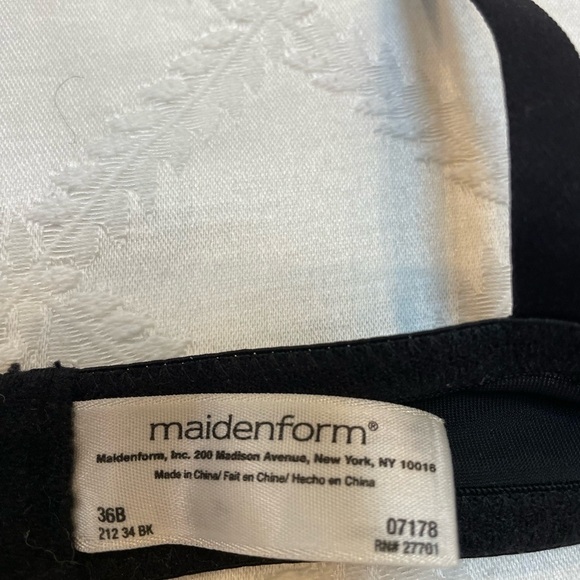 maidenform®
Maidenform, Inc. 200 Madison Avenue, New York, NY 10016
Made in China/ Fait en Chine/ Hecho en China
36B
212 34 BK
07178
RN# 27701